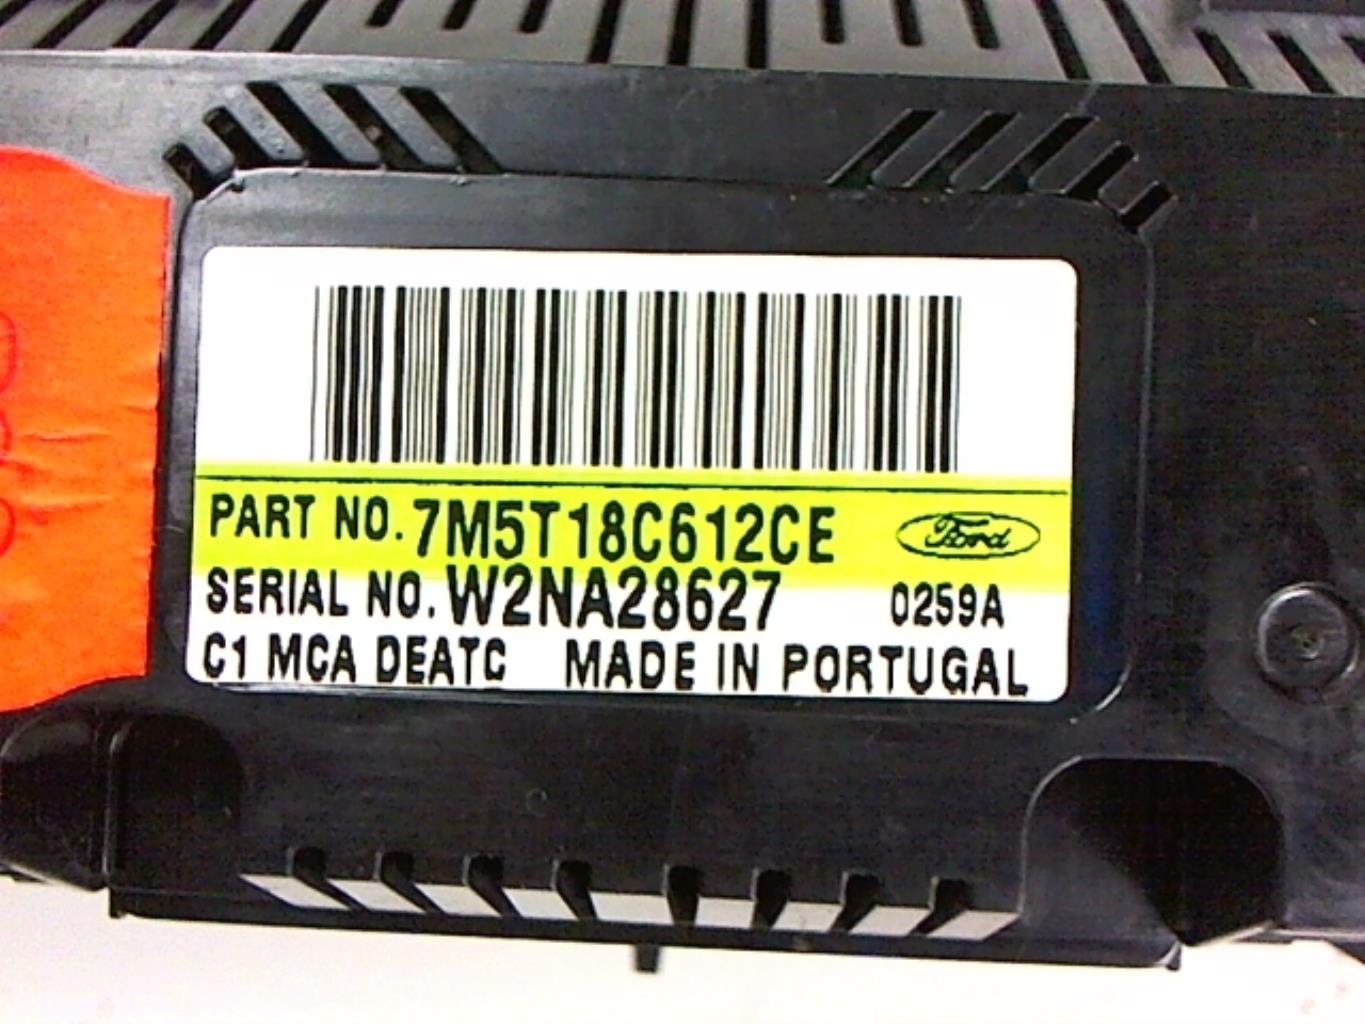 PART NO. 7M5T18C612CE Ford
SERIAL NO. W2NA28627 0259A
C1 MCA DEATC MADE IN PORTUGAL